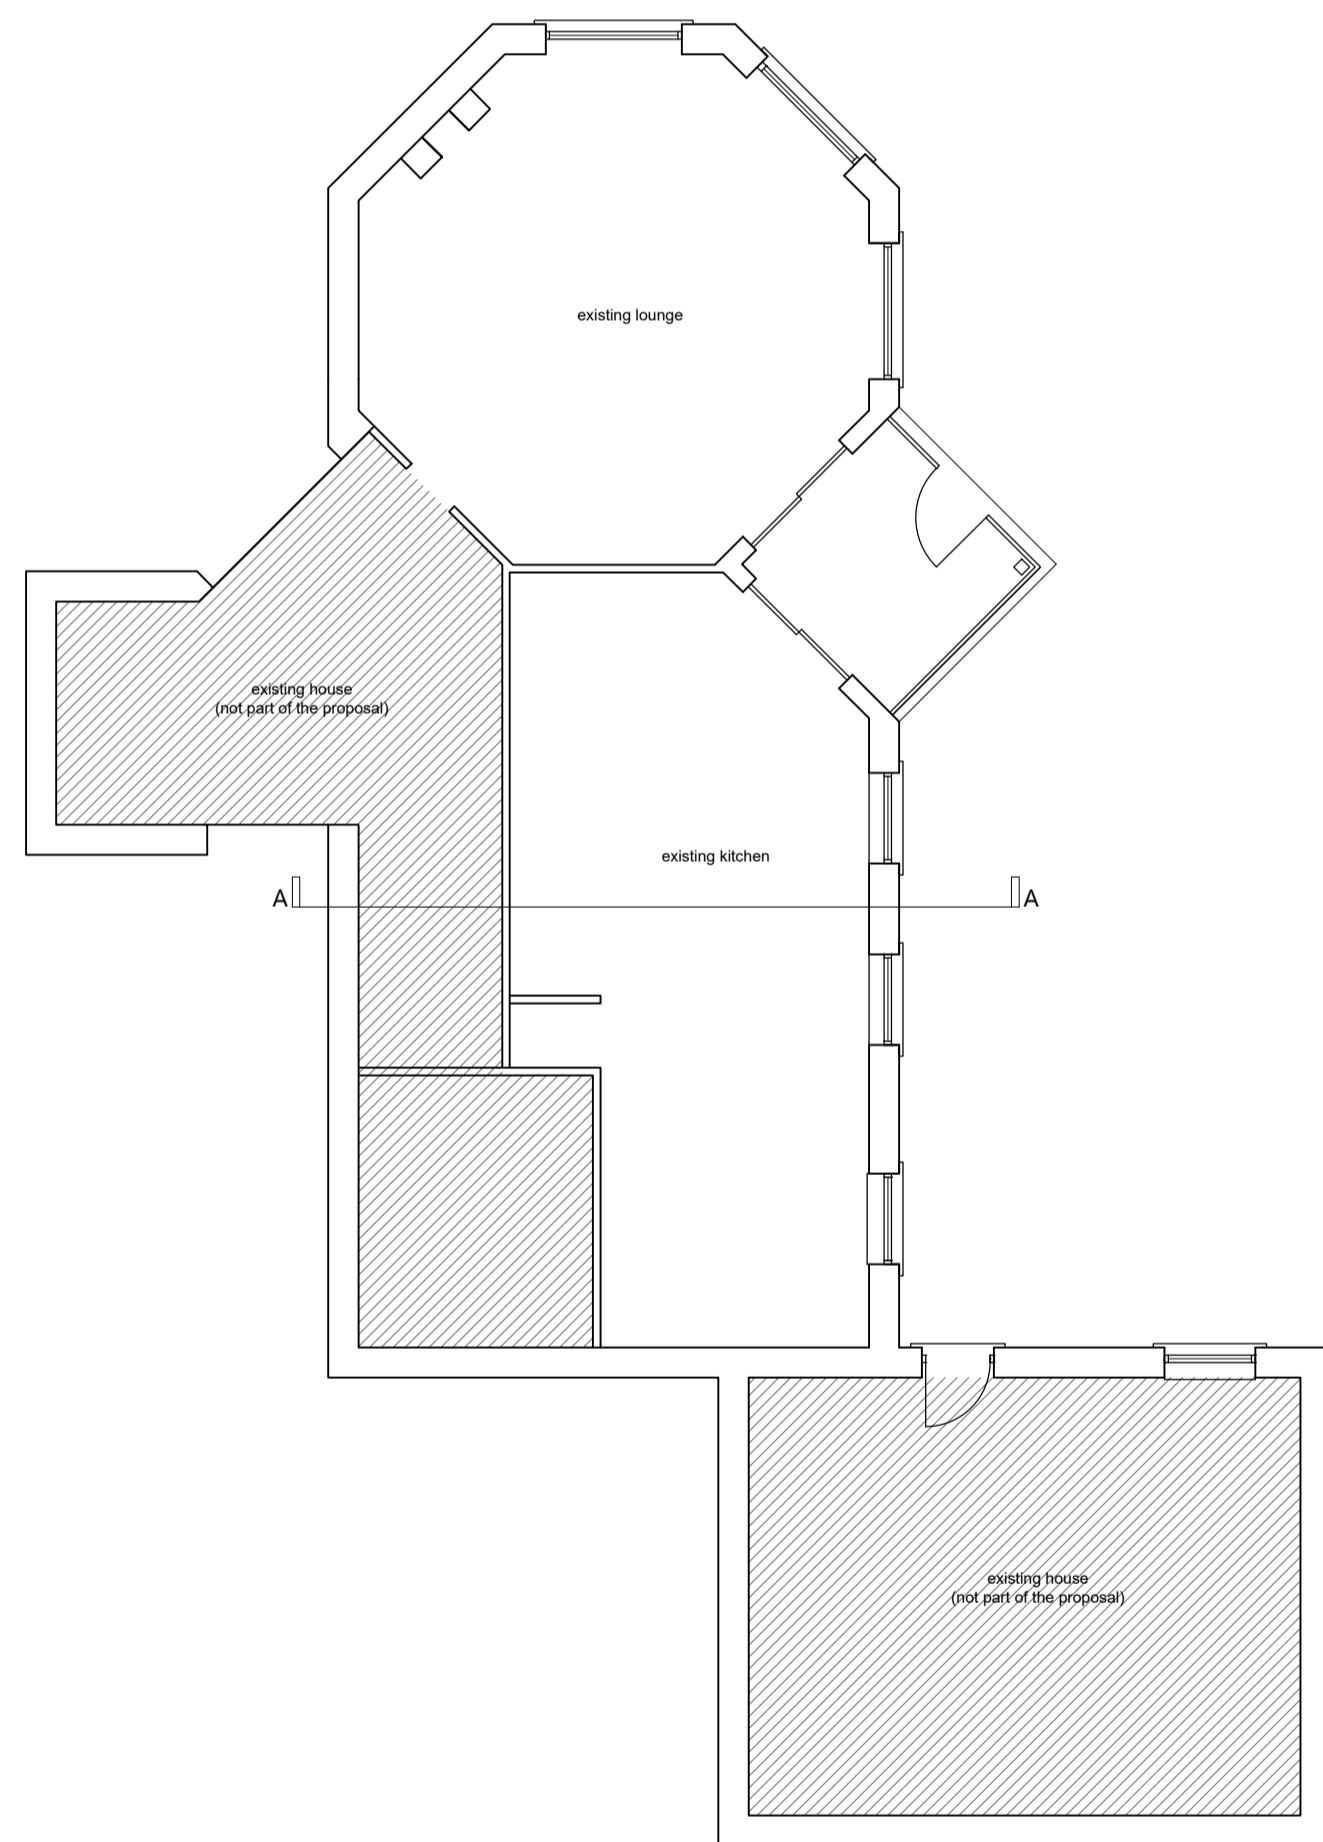 existing lounge
existing house
(not part of the proposal)
existing kitchen
A
A
existing house
(not part of the proposal)